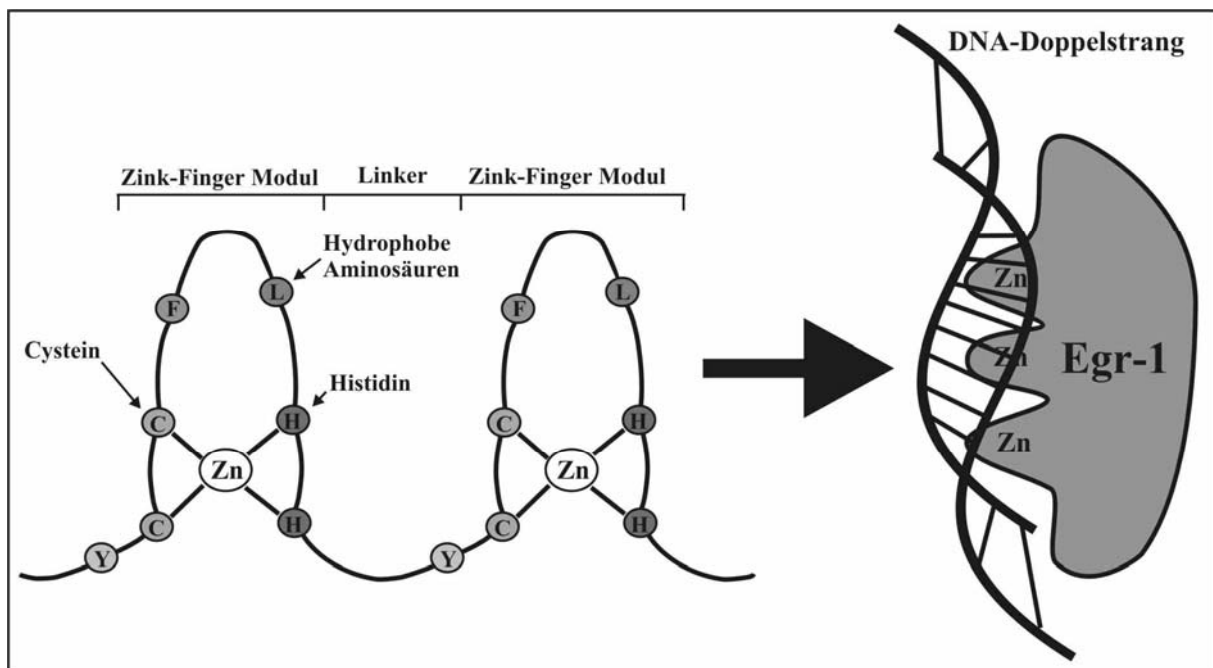 DNA-Doppelstrang
Zink-Finger Modul
Linker
Zink-Finger Modul
Hydrophobe
Aminosäuren
F
L
F
L
Cystein
Histidin
C
H
C
H
Zn
Zn
C
H
C
H
Y
Y
Zn
Zn
Egr-1
Zn